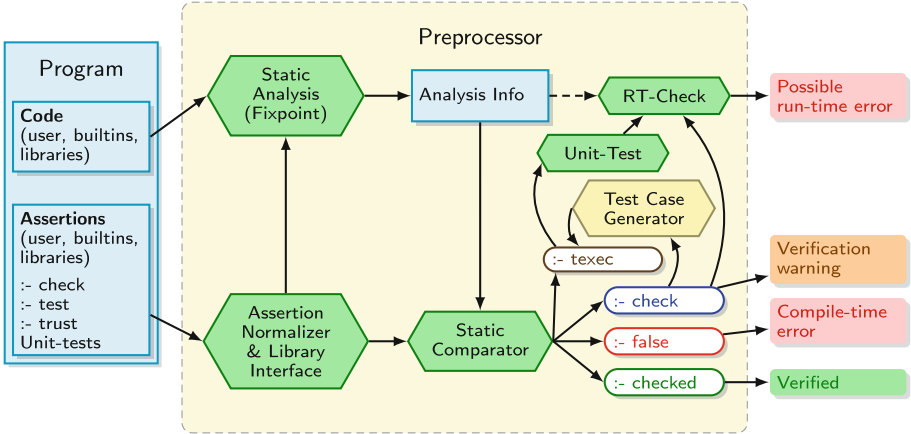 Preprocessor
Program
Code
(user, builtins,
libraries)
Assertions
(user, builtins,
libraries)
:- check
:- test
:- trust
Unit-tests
Static
Analysis
(Fixpoint)
Assertion
Normalizer
& Library
Interface
Analysis Info
Static
Comparator
RT-Check
Unit-Test
Test Case
Generator
:- texec
:- check
:- false
:- checked
Possible
run-time error
Verification
warning
Compile-time
error
Verified